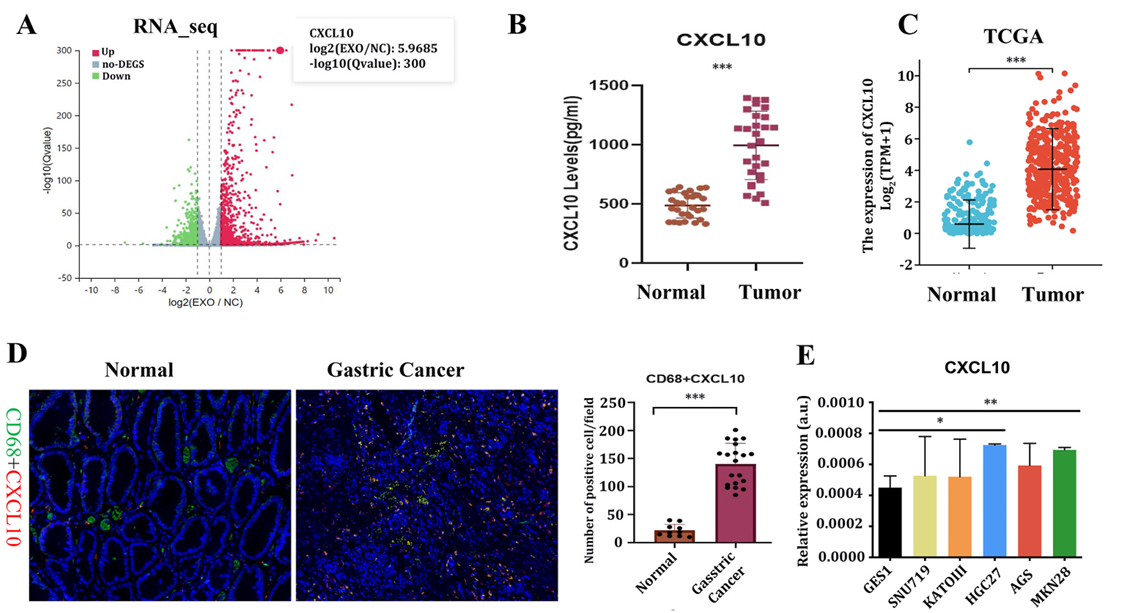 A
RNA_seq
CXCL10
log2(EXO/NC): 5.9685
-log10(Qvalue): 300
Up
no-DEGS
Down
300
250
200
150
100
50
0
-50
-log10(Qvalue)
-10 -8 -6 -4 -2 0 2 4 6 8 10
log2(EXO / NC)
B
CXCL10
***
1500
1000
500
0
CXCL10 Levels(pg/ml)
Normal Tumor
C
TCGA
***
10
8
6
4
2
0
-2
The expression of CXCL10
Log2(TPM+1)
Normal Tumor
D
Normal Gastric Cancer
CD68+CXCL10
CD68+CXCL10
***
250
200
150
100
50
0
Number of positive cell/field
Normal
Gasstric
Cancer
E
CXCL10
**
*
0.0010
0.0008
0.0006
0.0004
0.0002
0.0000
Relative expression (a.u.)
GES1
SNU719
KATOIII
HGC27
AGS
MKN28